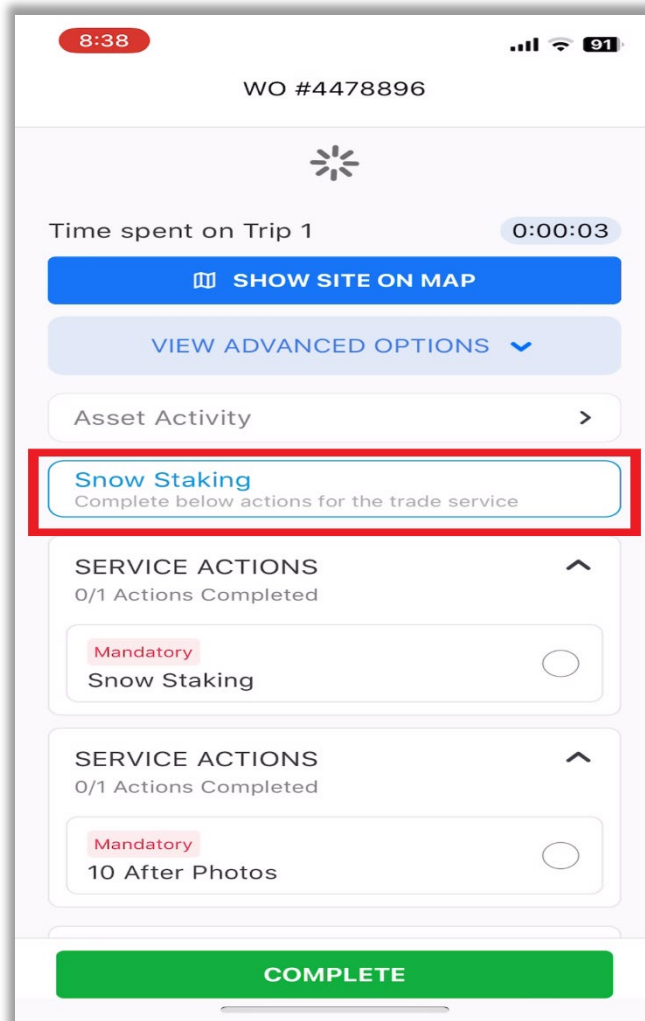 8:38
91
WO #4478896
Time spent on Trip 1
0:00:03
SHOW SITE ON MAP
VIEW ADVANCED OPTIONS
Asset Activity
Snow Staking
Complete below actions for the trade service
SERVICE ACTIONS
0/1 Actions Completed
Mandatory
Snow Staking
SERVICE ACTIONS
0/1 Actions Completed
Mandatory
10 After Photos
COMPLETE